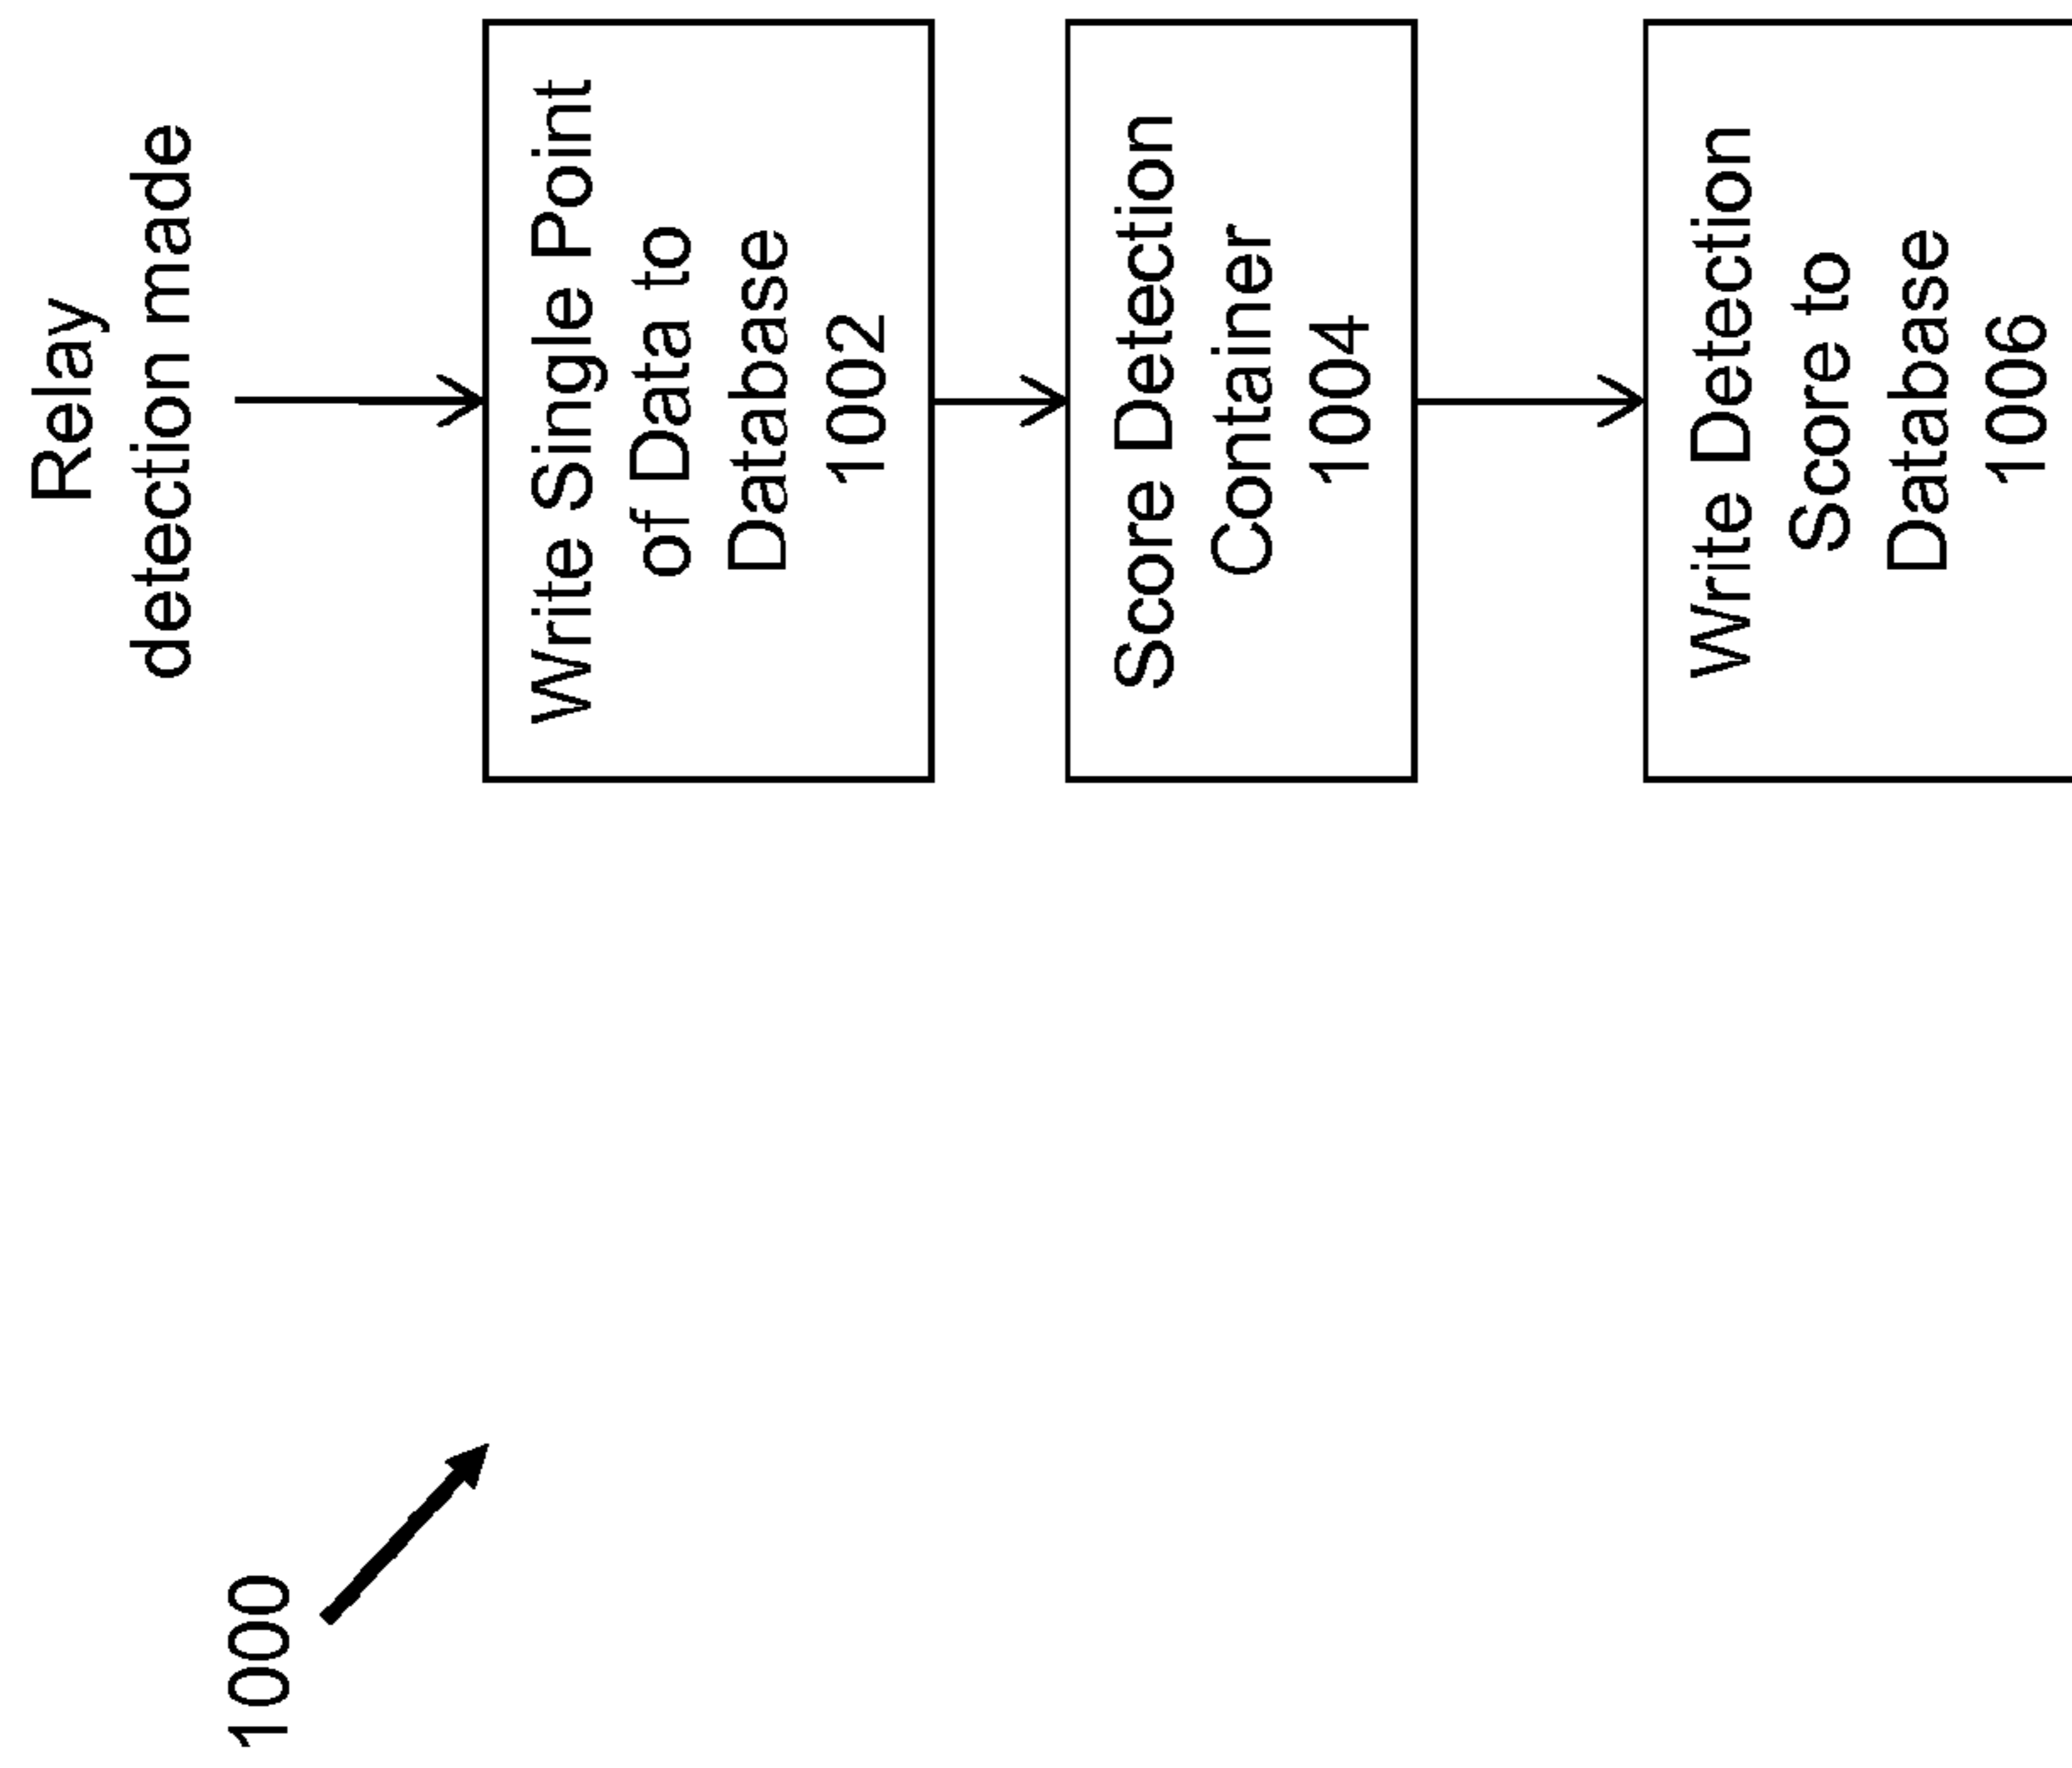 1000
Relay
detection made
Write Single Point
of Data to
Database
1002
Score Detection
Container
1004
Write Detection
Score to
Database
1006